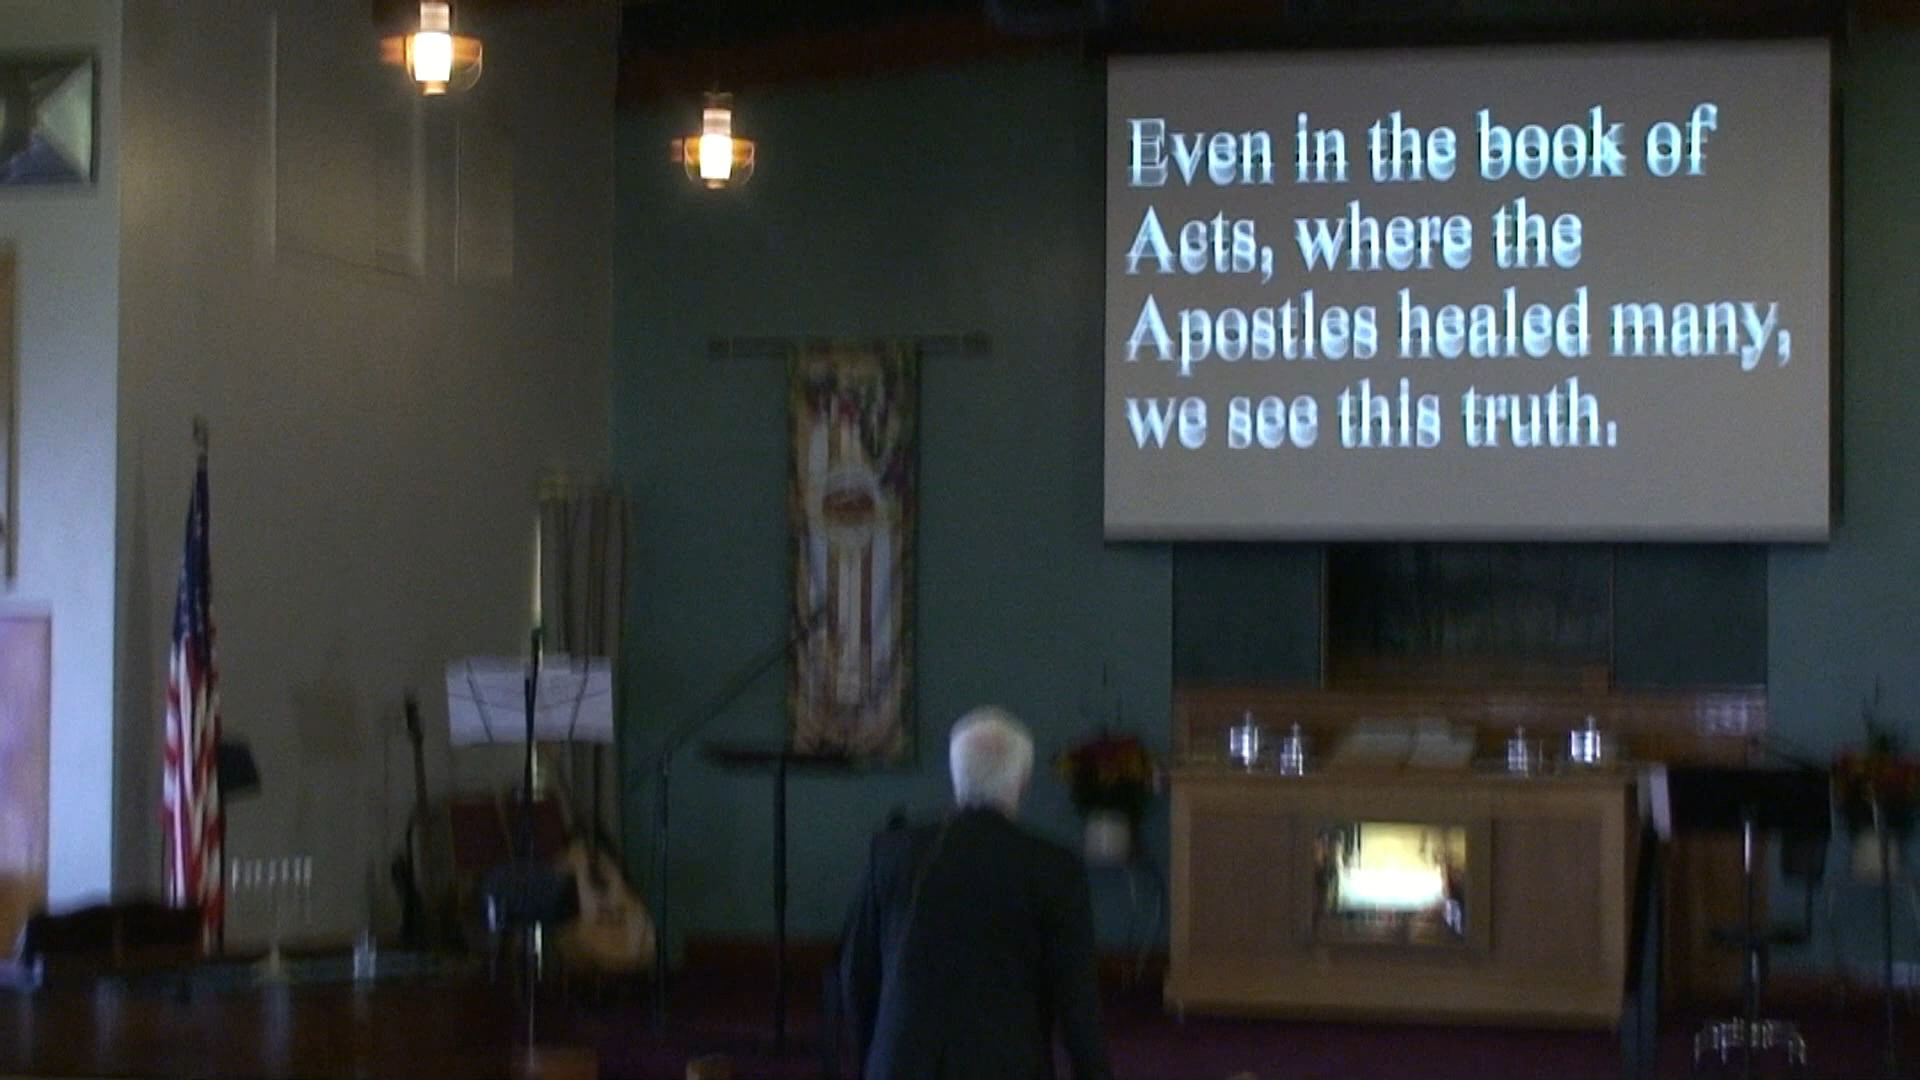 Even in the book of
Acts, where the
Apostles healed many,
we see this truth.